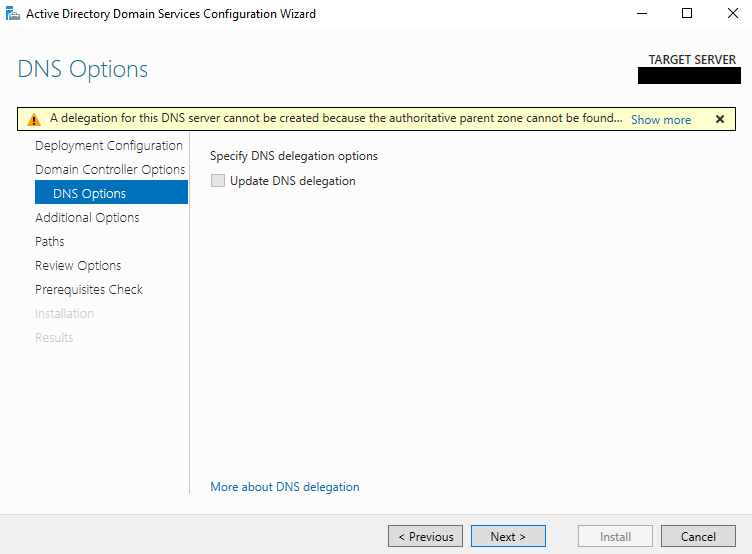 Active Directory Domain Services Configuration Wizard
DNS Options
TARGET SERVER
A delegation for this DNS server cannot be created because the authoritative parent zone cannot be found... Show more
Deployment Configuration
Domain Controller Options
DNS Options
Additional Options
Paths
Review Options
Prerequisites Check
Installation
Results
Specify DNS delegation options
Update DNS delegation
More about DNS delegation
< Previous
Next >
Install
Cancel